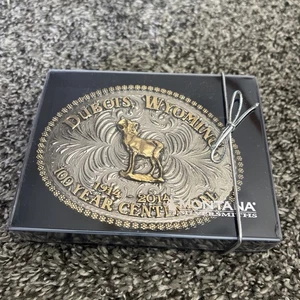 DUBOIS, WYOMING
1914 - 2014
100 YEAR CENTENNIAL
MONTANA
SILVERSMITHS